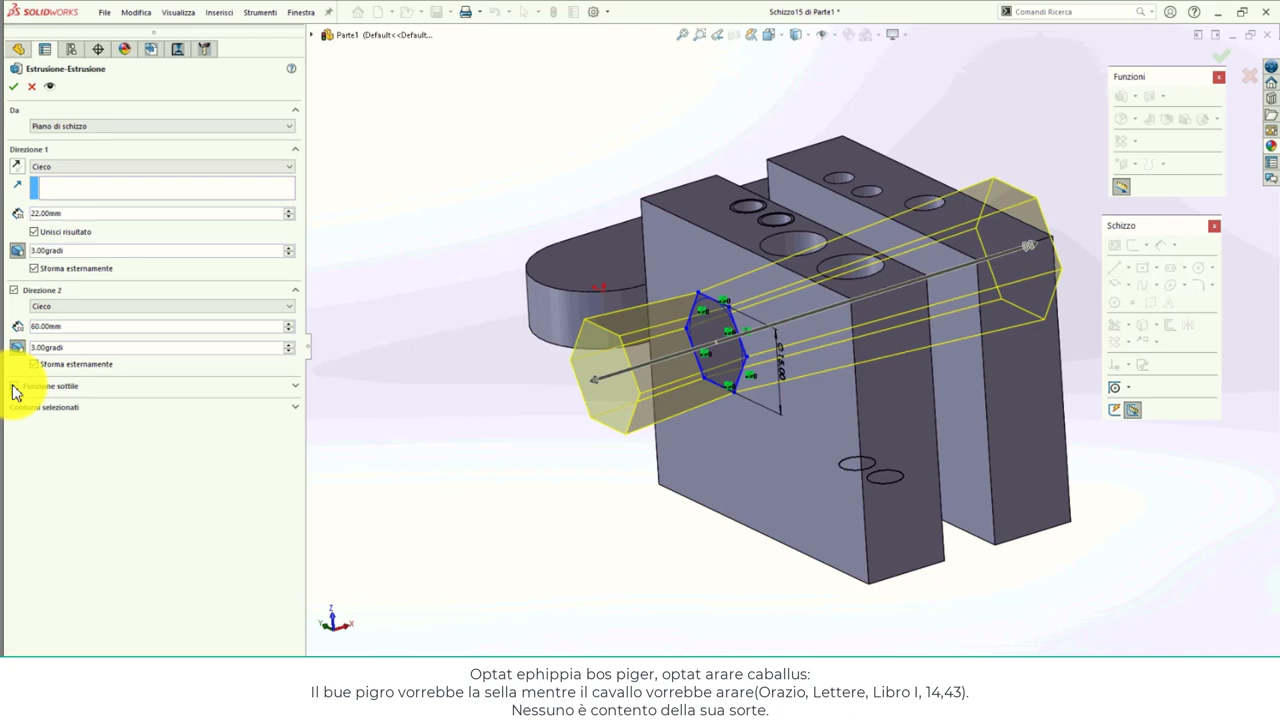 SOLIDWORKS
File
Modifica
Visualizza
Inserisci
Strumenti
Finestra
Schizzo15 di Parte1 *
Comandi Ricerca
Parte1 (Default<<Default...
Estrusione-Estrusione
Da
Piano di schizzo
Direzione 1
Cieco
22.00mm
Unisci risultato
3.00gradi
Sforma esternamente
Direzione 2
Cieco
60.00mm
3.00gradi
Sforma esternamente
Funzione sottile
Contorni selezionati
Funzioni
Schizzo
Z
Y
X
Optat ephippia bos piger, optat arare caballus:
Il bue pigro vorrebbe la sella mentre il cavallo vorrebbe arare(Orazio, Lettere, Libro I, 14,43).
Nessuno è contento della sua sorte.